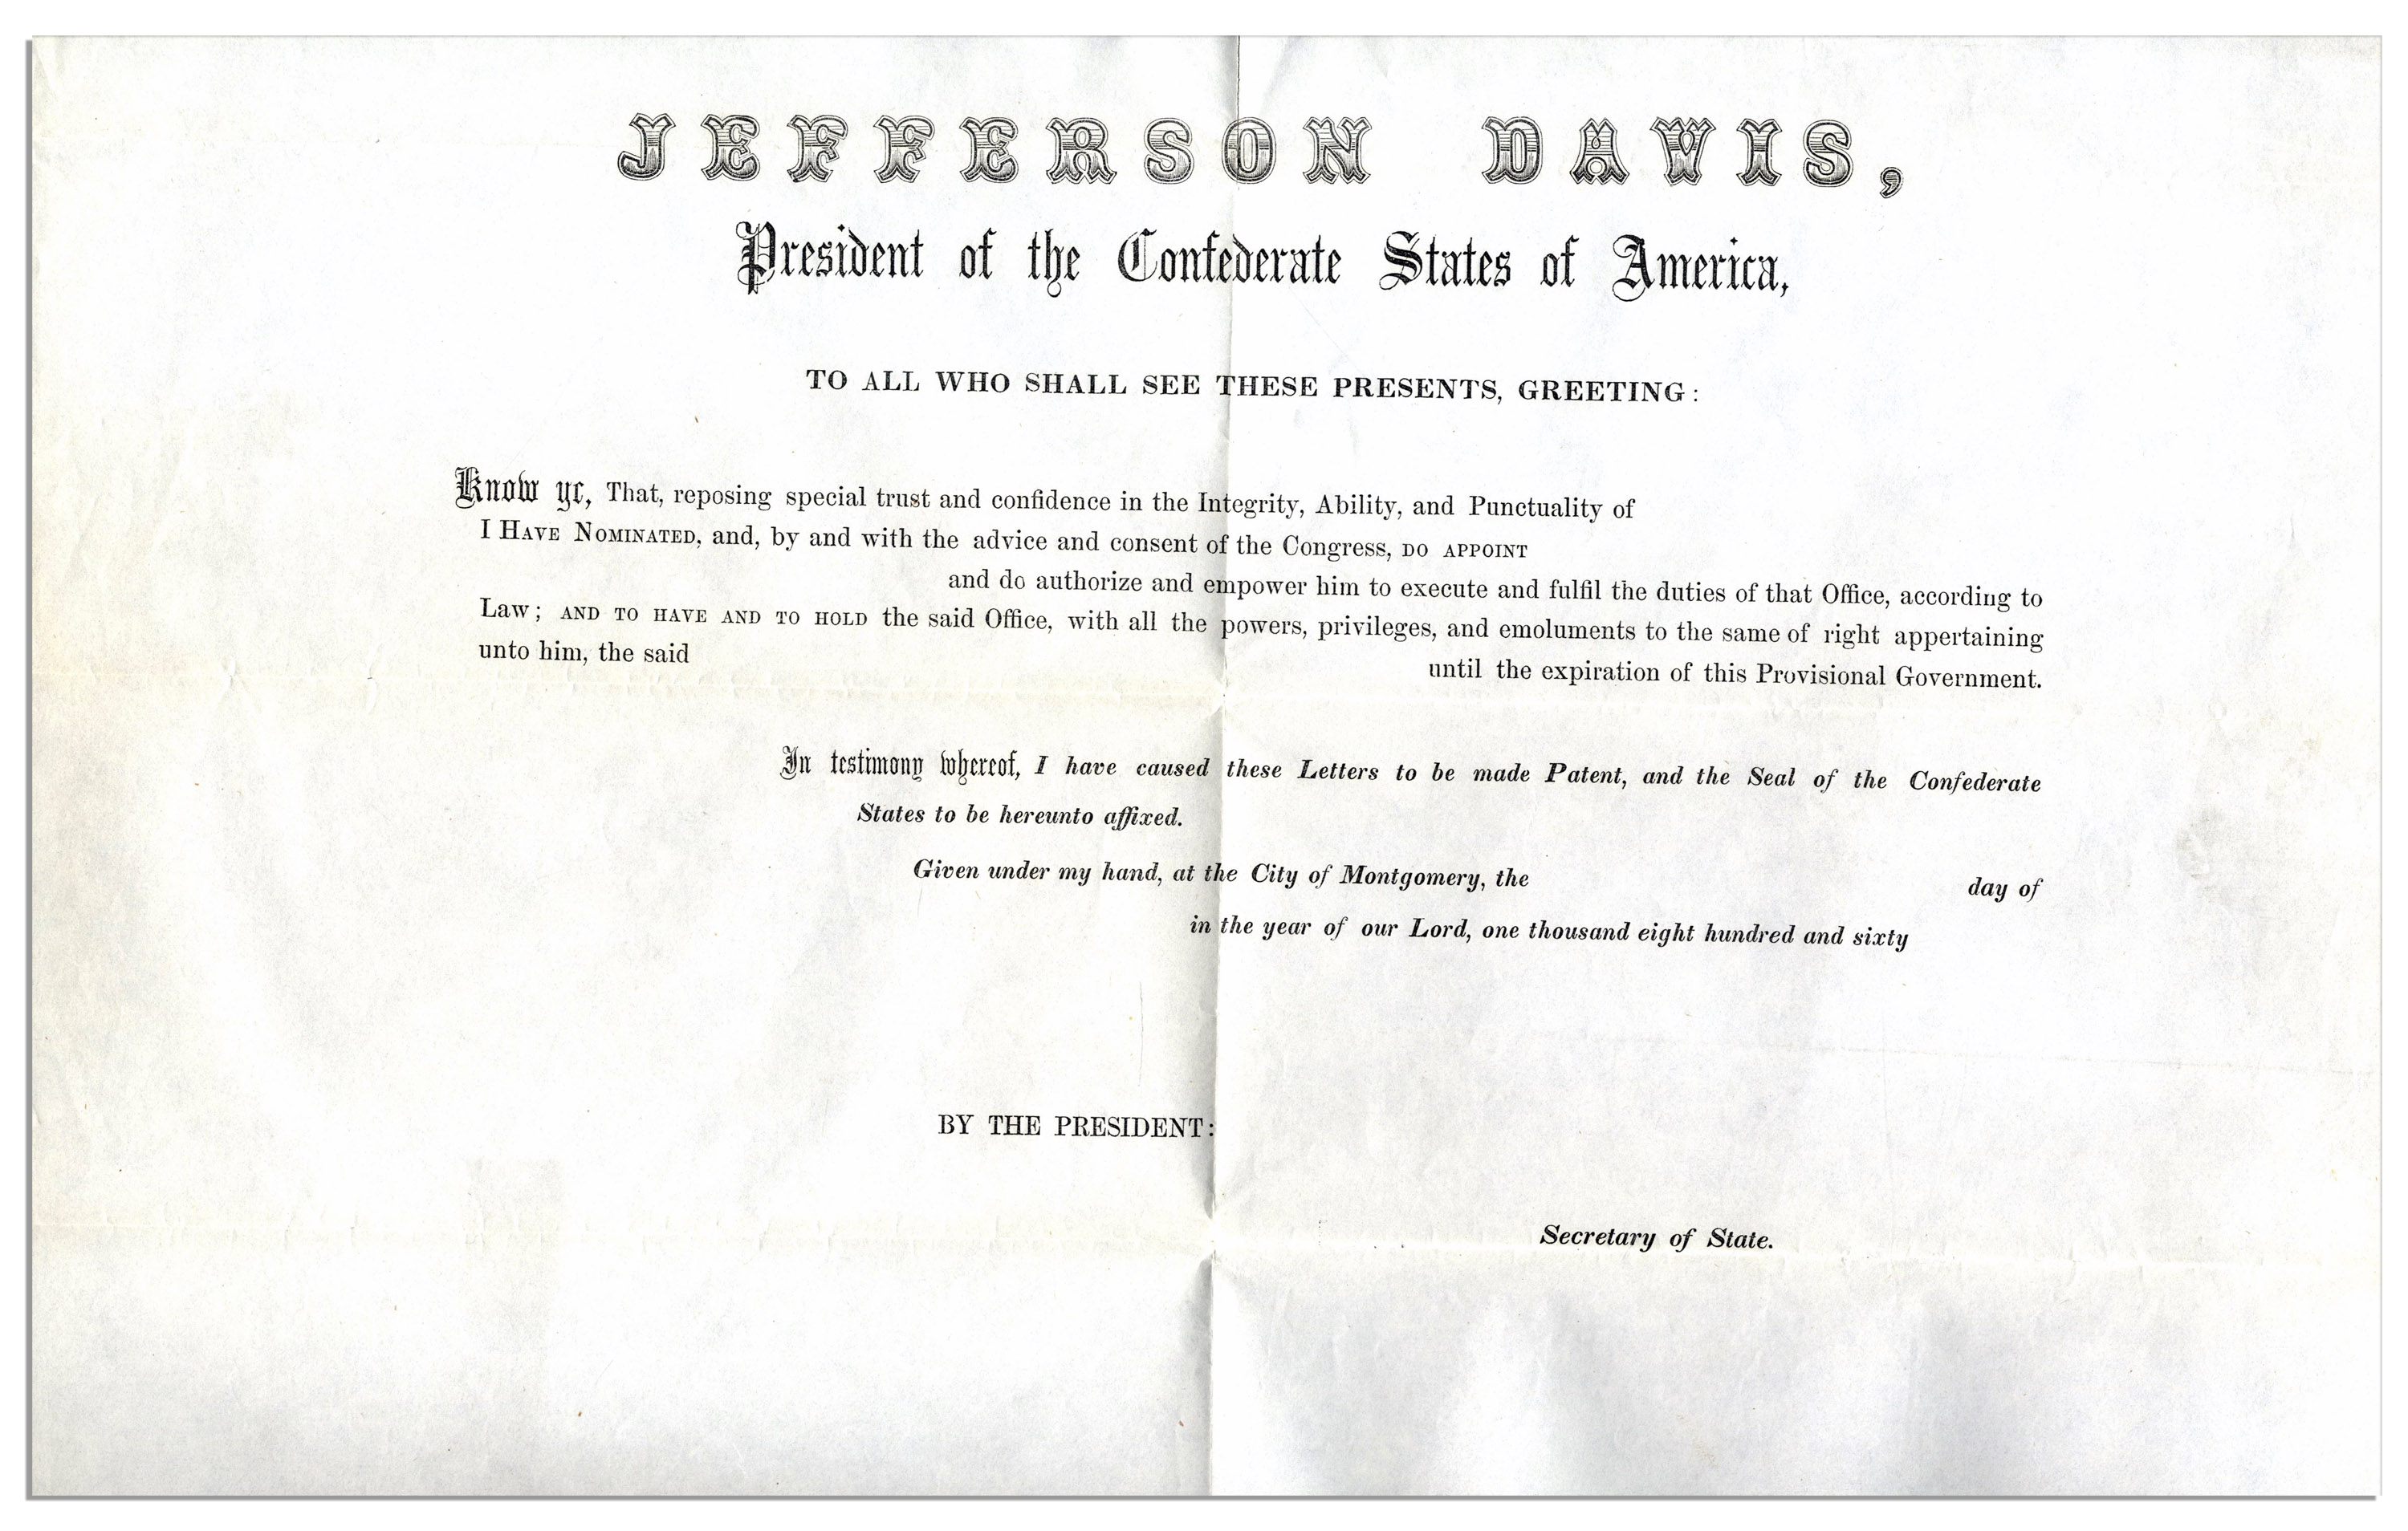 JEFFERSON DAVIS,
President of the Confederate States of America,
TO ALL WHO SHALL SEE THESE PRESENTS, GREETING:
Know ye, That, reposing special trust and confidence in the Integrity, Ability, and Punctuality of
I HAVE NOMINATED, and, by and with the advice and consent of the Congress, DO APPOINT
and do authorize and empower him to execute and fulfil the duties of that Office, according to
Law; AND TO HAVE AND TO HOLD the said Office, with all the powers, privileges, and emoluments to the same of right appertaining
unto him, the said until the expiration of this Provisional Government.
In testimony whereof, I have caused these Letters to be made Patent, and the Seal of the Confederate
States to be hereunto affixed.
Given under my hand, at the City of Montgomery, the day of
in the year of our Lord, one thousand eight hundred and sixty
BY THE PRESIDENT:
Secretary of State.